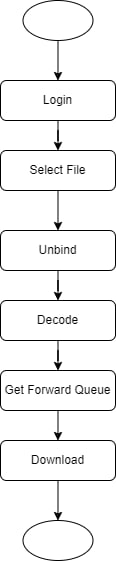 Login
Select File
Unbind
Decode
Get Forward Queue
Download